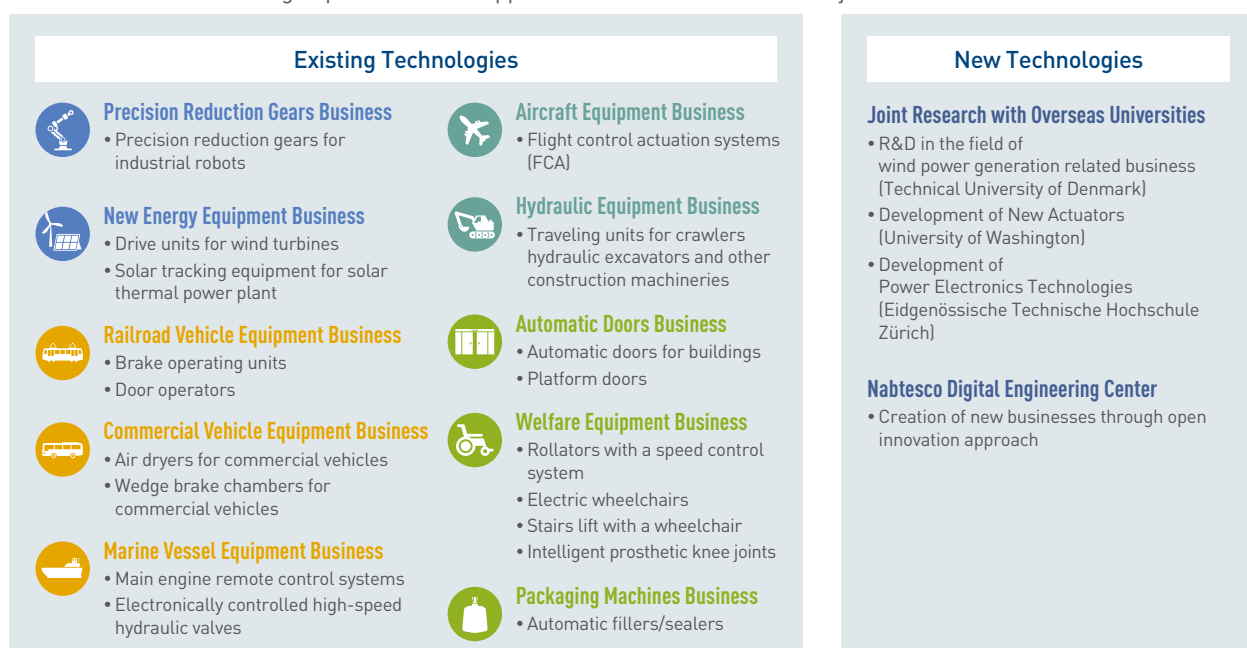 Existing Technologies
Precision Reduction Gears Business
• Precision reduction gears for
industrial robots
New Energy Equipment Business
• Drive units for wind turbines
• Solar tracking equipment for solar
thermal power plant
Railroad Vehicle Equipment Business
• Brake operating units
• Door operators
Commercial Vehicle Equipment Business
• Air dryers for commercial vehicles
• Wedge brake chambers for
commercial vehicles
Marine Vessel Equipment Business
• Main engine remote control systems
• Electronically controlled high-speed
hydraulic valves
Aircraft Equipment Business
• Flight control actuation systems
(FCA)
Hydraulic Equipment Business
• Traveling units for crawlers
hydraulic excavators and other
construction machineries
Automatic Doors Business
• Automatic doors for buildings
• Platform doors
Welfare Equipment Business
• Rollators with a speed control
system
• Electric wheelchairs
• Stairs lift with a wheelchair
• Intelligent prosthetic knee joints
Packaging Machines Business
• Automatic fillers/sealers
New Technologies
Joint Research with Overseas Universities
• R&D in the field of
wind power generation related business
(Technical University of Denmark)
• Development of New Actuators
(University of Washington)
• Development of
Power Electronics Technologies
(Eidgenössische Technische Hochschule
Zürich)
Nabtesco Digital Engineering Center
• Creation of new businesses through open
innovation approach